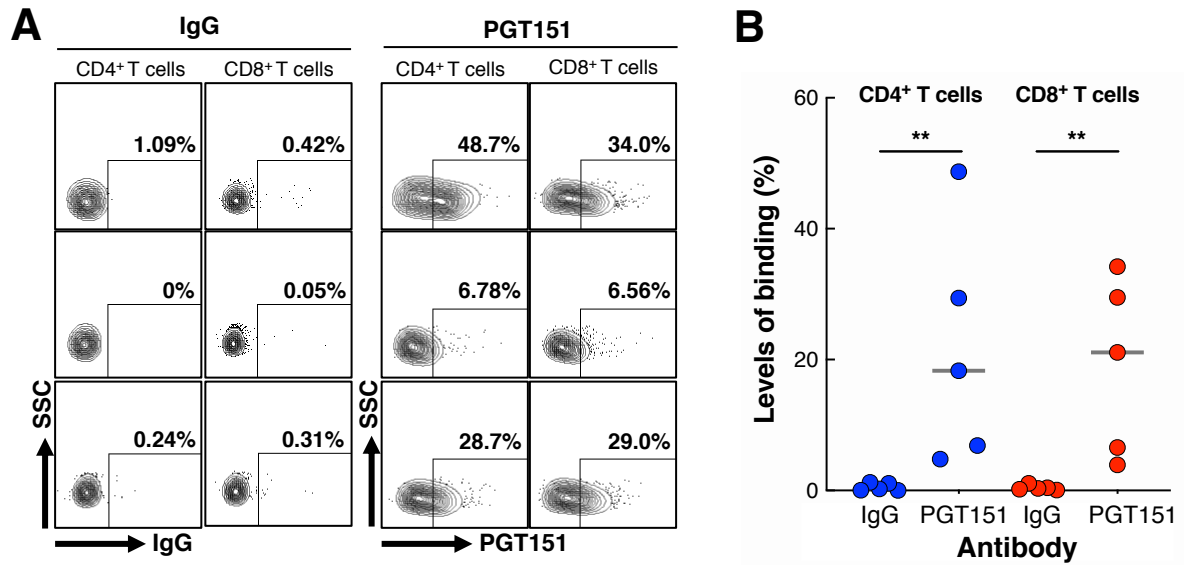 A
IgG
PGT151
CD4⁺ T cells
CD8⁺ T cells
CD4⁺ T cells
CD8⁺ T cells
1.09%
0.42%
48.7%
34.0%
0%
0.05%
6.78%
6.56%
0.24%
0.31%
28.7%
29.0%
SSC
SSC
IgG
PGT151
B
CD4⁺ T cells
CD8⁺ T cells
**
**
Levels of binding (%)
60
40
20
0
IgG
PGT151
IgG
PGT151
Antibody